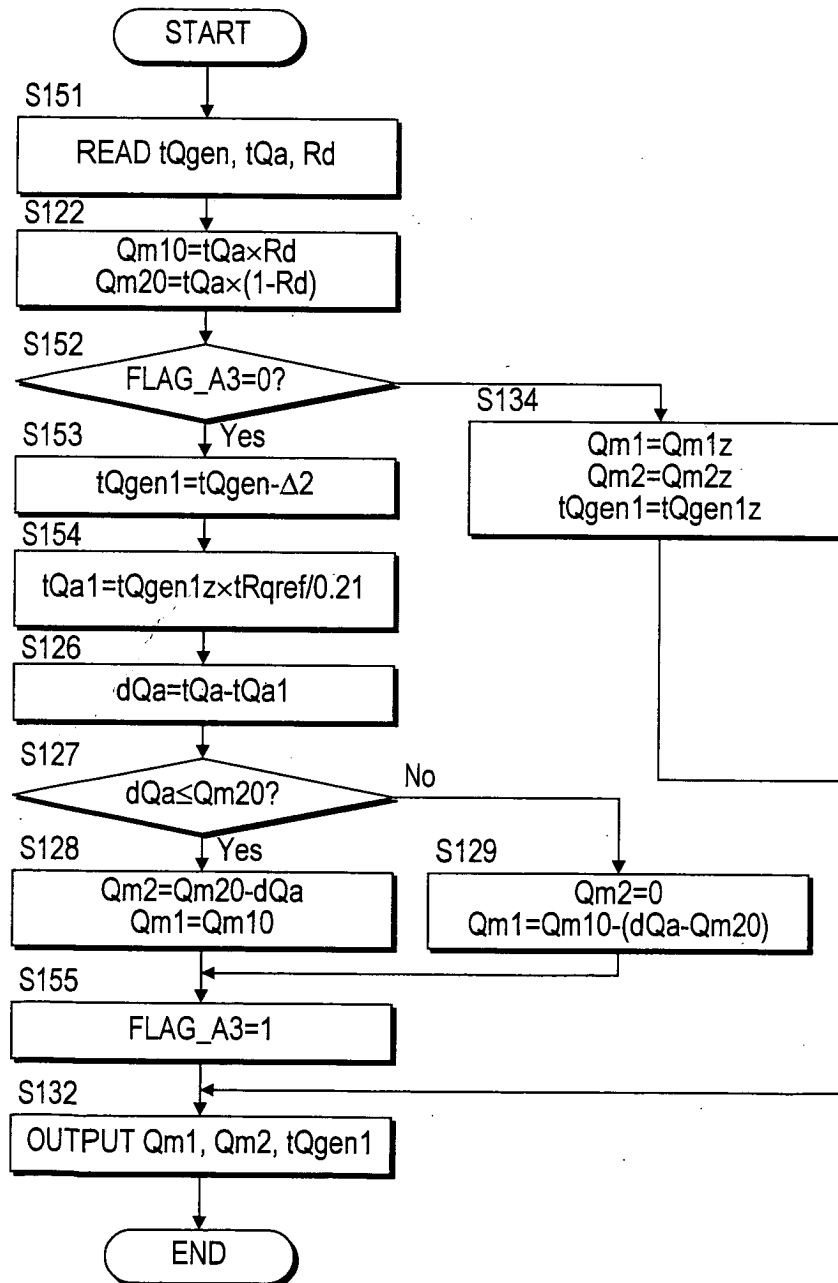 START
S151
READ tQgen, tQa, Rd
S122
Qm10=tQa×Rd
Qm20=tQa×(1-Rd)
S152
FLAG_A3=0?
Yes
S134
Qm1=Qm1z
Qm2=Qm2z
tQgen1=tQgen1z
S153
tQgen1=tQgen-Δ2
S154
tQa1=tQgen1z×tRqref/0.21
S126
dQa=tQa-tQa1
S127
dQa≤Qm20?
No
Yes
S128
Qm2=Qm20-dQa
Qm1=Qm10
S129
Qm2=0
Qm1=Qm10-(dQa-Qm20)
S155
FLAG_A3=1
S132
OUTPUT Qm1, Qm2, tQgen1
END